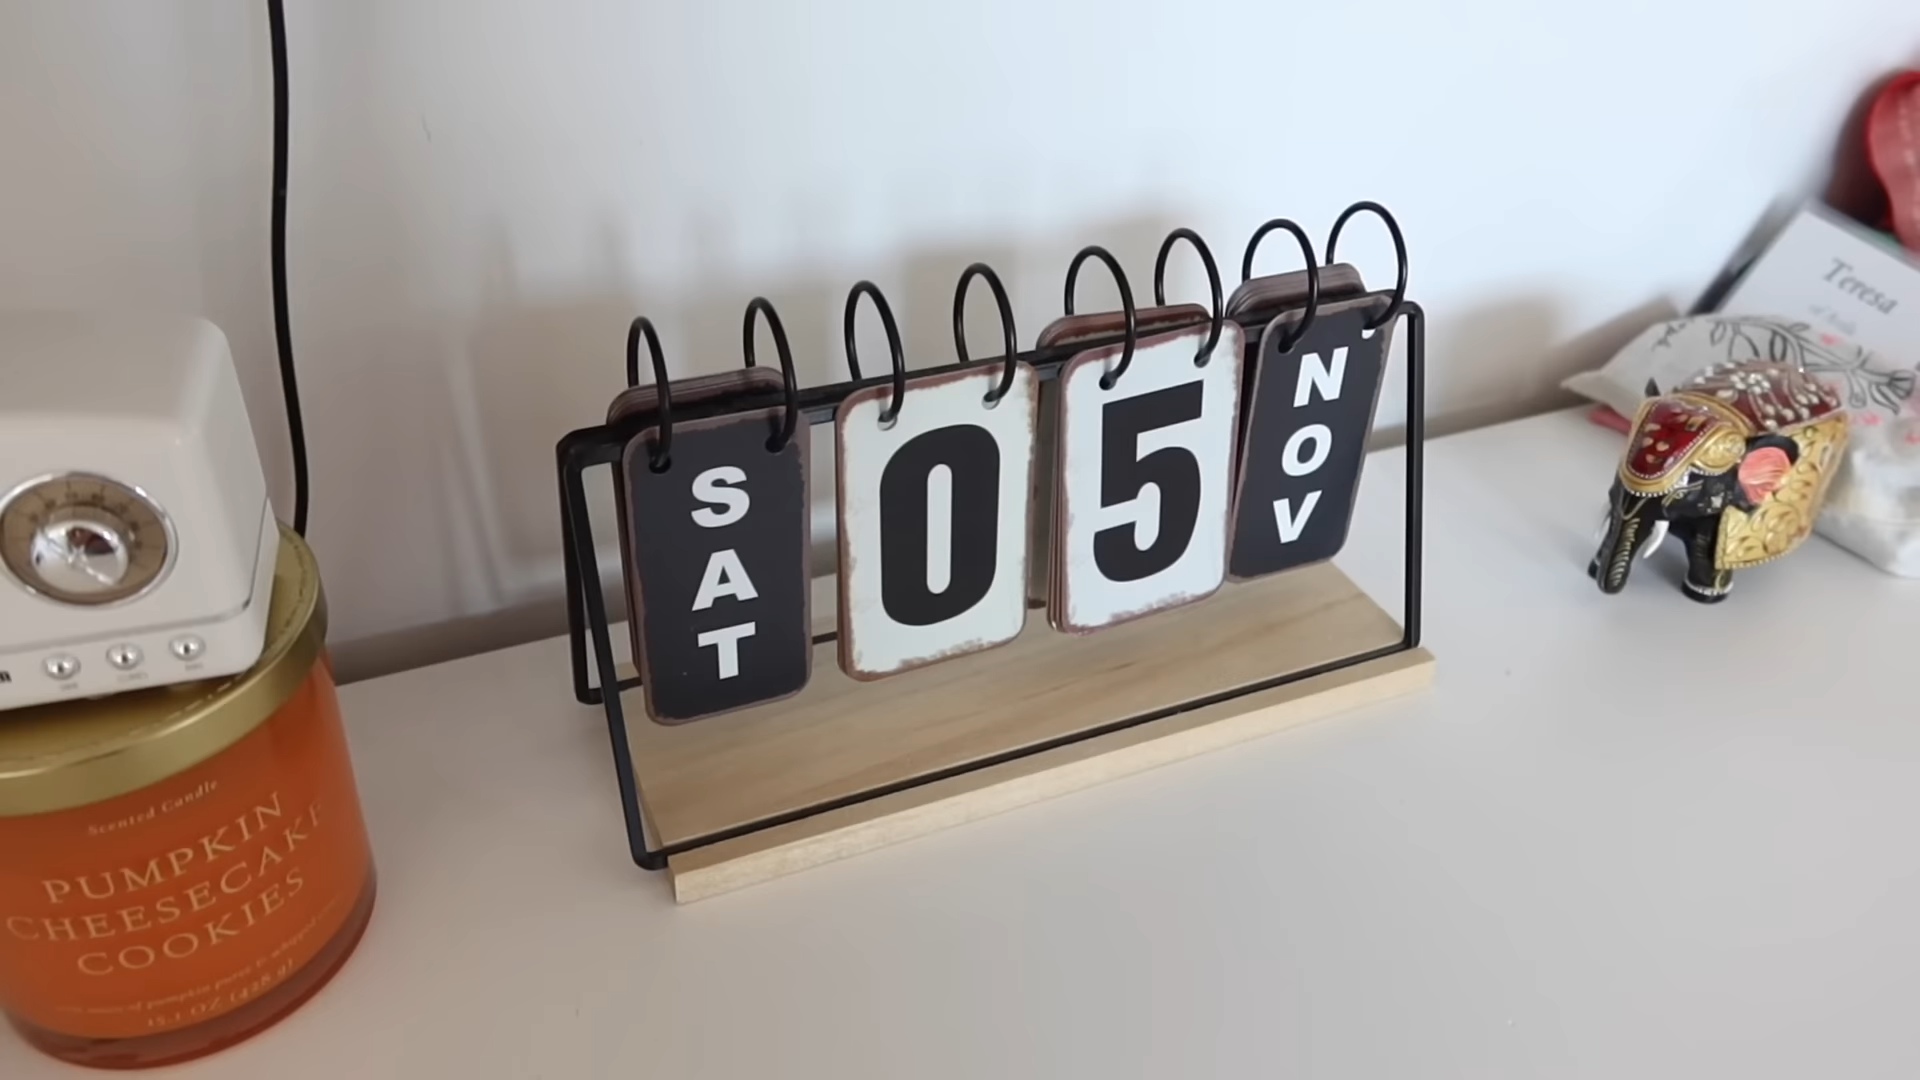 SAT
05
NOV
Scented Candle
PUMPKIN
CHEESECAKE
COOKIES
Teresa